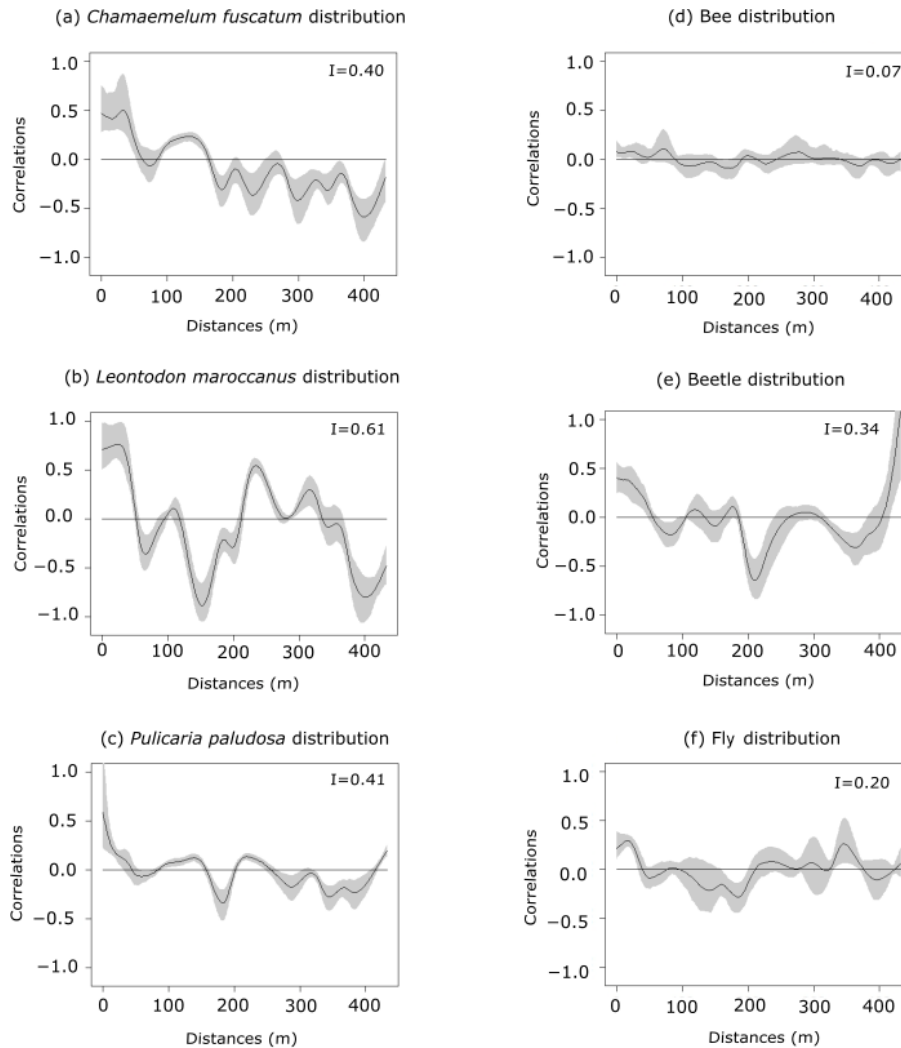 (a) Chamaemelum fuscatum distribution
I=0.40
1.0
0.5
0.0
−0.5
−1.0
Correlations
0 100 200 300 400
Distances (m)
(b) Leontodon maroccanus distribution
I=0.61
1.0
0.5
0.0
−0.5
−1.0
Correlations
0 100 200 300 400
Distances (m)
(c) Pulicaria paludosa distribution
I=0.41
1.0
0.5
0.0
−0.5
−1.0
Correlations
0 100 200 300 400
Distances (m)
(d) Bee distribution
I=0.07
1.0
0.5
0.0
−0.5
−1.0
Correlations
0 100 200 300 400
Distances (m)
(e) Beetle distribution
I=0.34
1.0
0.5
0.0
−0.5
−1.0
Correlations
0 100 200 300 400
Distances (m)
(f) Fly distribution
I=0.20
1.0
0.5
0.0
−0.5
−1.0
Correlations
0 100 200 300 400
Distances (m)